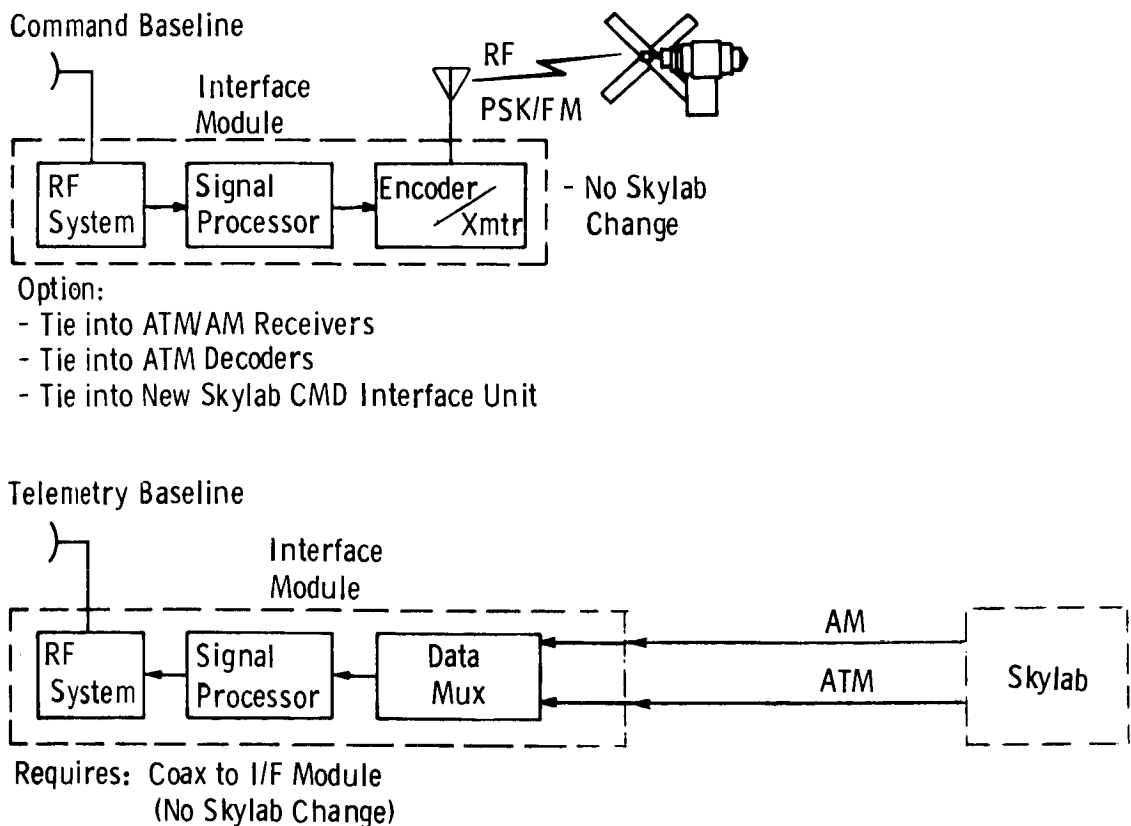 Command Baseline
RF
PSK/FM
Interface
Module
RF
System
Signal
Processor
Encoder
Xmtr
- No Skylab
Change
Option:
- Tie into ATM/AM Receivers
- Tie into ATM Decoders
- Tie into New Skylab CMD Interface Unit
Telemetry Baseline
Interface
Module
RF
System
Signal
Processor
Data
Mux
AM
ATM
Skylab
Requires: Coax to I/F Module
(No Skylab Change)